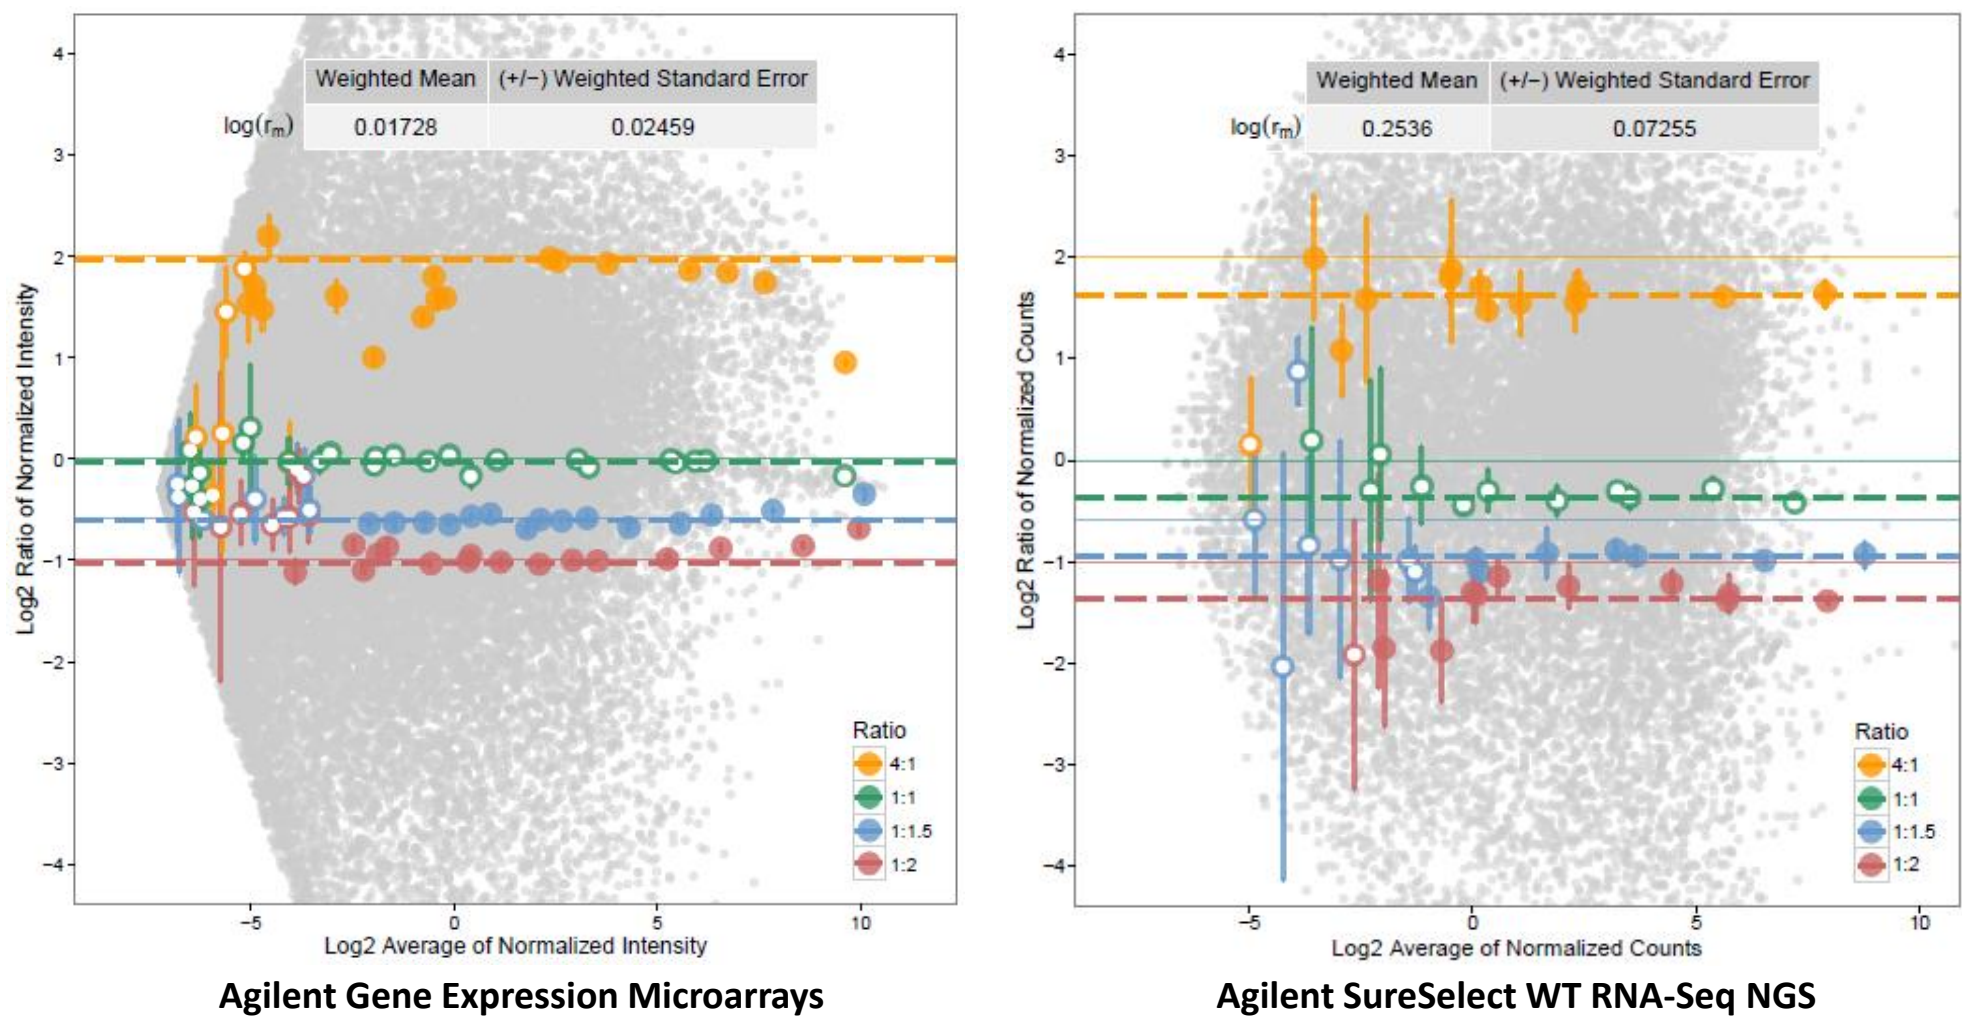 Weighted Mean (+/−) Weighted Standard Error
log(rm) 0.01728 0.02459
4
3
2
1
0
−1
−2
−3
−4
Log2 Ratio of Normalized Intensity
Ratio
4:1
1:1
1:1.5
1:2
−5 0 5 10
Log2 Average of Normalized Intensity
Agilent Gene Expression Microarrays
Weighted Mean (+/−) Weighted Standard Error
log(rm) 0.2536 0.07255
4
3
2
1
0
−1
−2
−3
−4
Log2 Ratio of Normalized Counts
Ratio
4:1
1:1
1:1.5
1:2
−5 0 5 10
Log2 Average of Normalized Counts
Agilent SureSelect WT RNA-Seq NGS